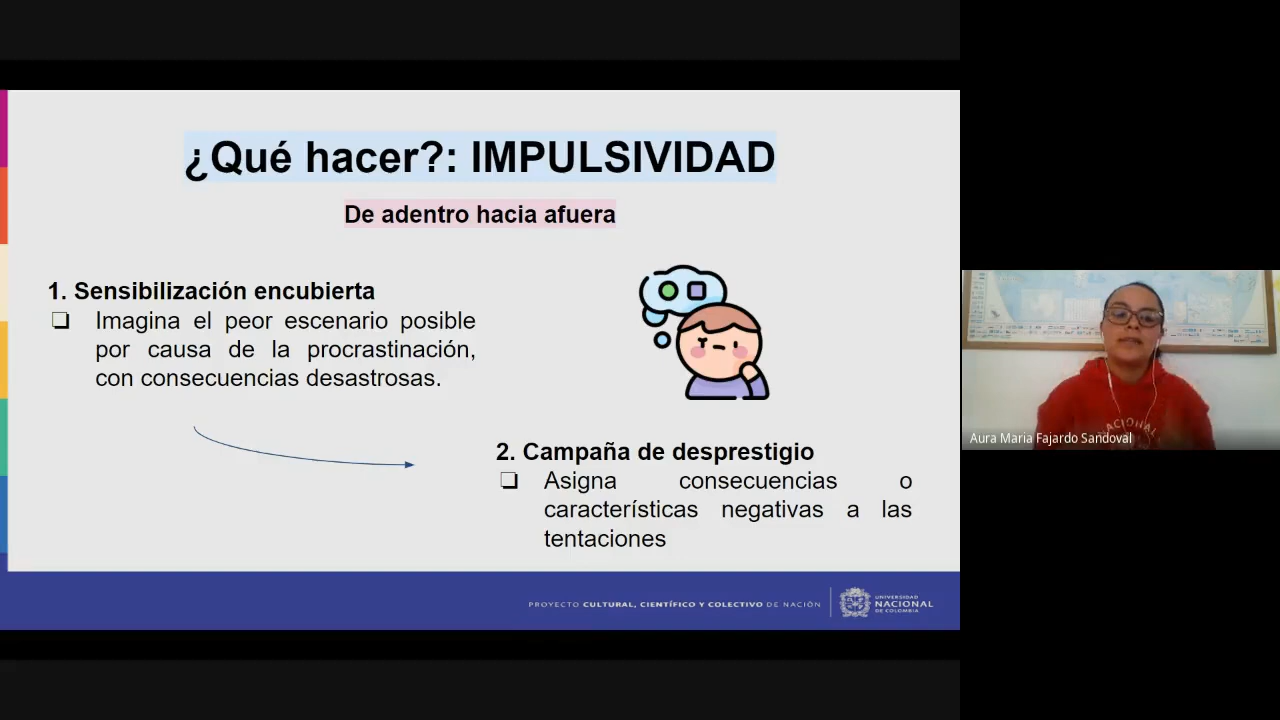 ¿Qué hacer?: IMPULSIVIDAD
De adentro hacia afuera
1. Sensibilización encubierta
❏ Imagina el peor escenario posible
por causa de la procrastinación,
con consecuencias desastrosas.
2. Campaña de desprestigio
❏ Asigna consecuencias o
características negativas a las
tentaciones
PROYECTO CULTURAL, CIENTÍFICO Y COLECTIVO DE NACIÓN
UNIVERSIDAD
NACIONAL
DE COLOMBIA
NACIONAL
Aura Maria Fajardo Sandoval